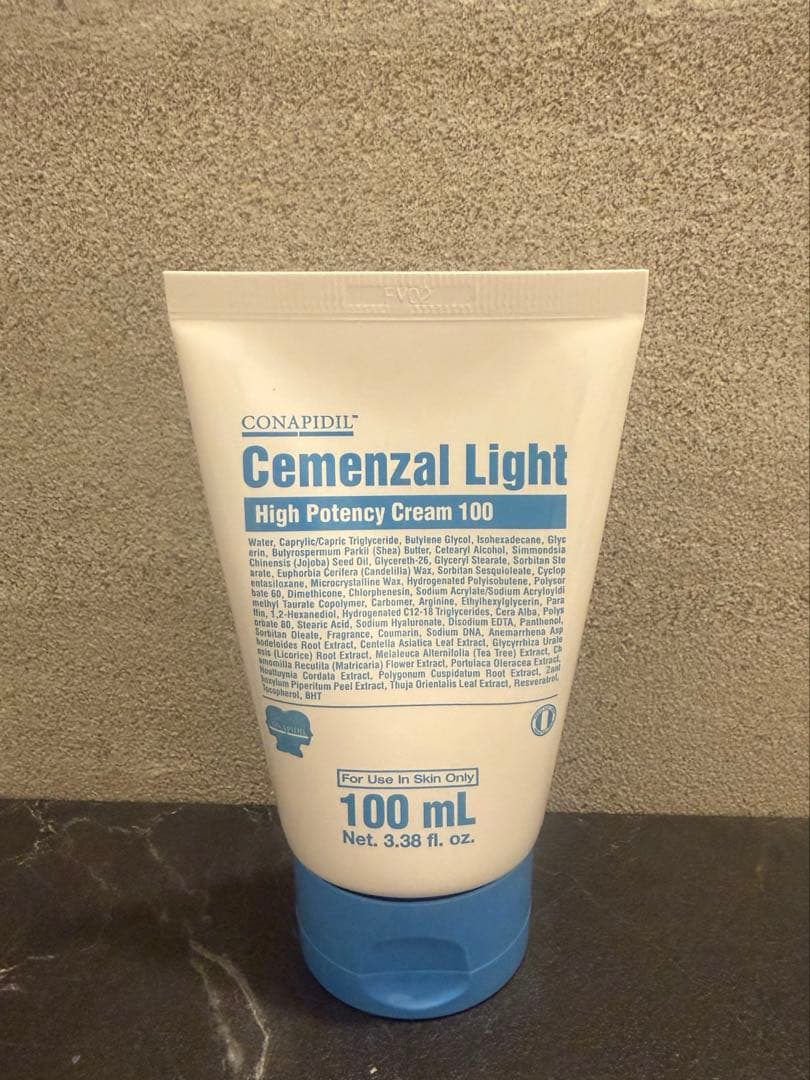 EV02
CONAPIDIL™
Cemenzal Light
High Potency Cream 100
Water, Caprylic/Capric Triglyceride, Butylene Glycol, Isohexadecane, Glyc
erin, Butyrospermum Parkii (Shea) Butter, Cetearyl Alcohol, Simmondsia
Chinensis (Jojoba) Seed Oil, Glycereth-26, Glyceryl Stearate, Sorbitan Ste
arate, Euphorbia Cerifera (Candelilla) Wax, Sorbitan Sesquioleate, Cyclop
entasiloxane, Microcrystalline Wax, Hydrogenated Polyisobutene, Polysor
bate 60, Dimethicone, Chlorphenesin, Sodium Acrylate/Sodium Acryloyldi
methyl Taurate Copolymer, Carbomer, Arginine, Ethylhexylglycerin, Para
ffin, 1,2-Hexanediol, Hydrogenated C12-18 Triglycerides, Cera Alba, Polys
orbate 80, Stearic Acid, Sodium Hyaluronate, Disodium EDTA, Panthenol,
Sorbitan Oleate, Fragrance, Coumarin, Sodium DNA, Anemarrhena Asp
hodeloides Root Extract, Centella Asiatica Leaf Extract, Glycyrrhiza Urale
nsis (Licorice) Root Extract, Melaleuca Alternifolia (Tea Tree) Extract, Ch
amomilla Recutita (Matricaria) Flower Extract, Portulaca Oleracea Extract,
Houttuynia Cordata Extract, Polygonum Cuspidatum Root Extract, Zant
hoxylum Piperitum Peel Extract, Thuja Orientalis Leaf Extract, Resveratrol,
Tocopherol, BHT
CONAPIDIL
For Use In Skin Only
100 mL
Net. 3.38 fl. oz.